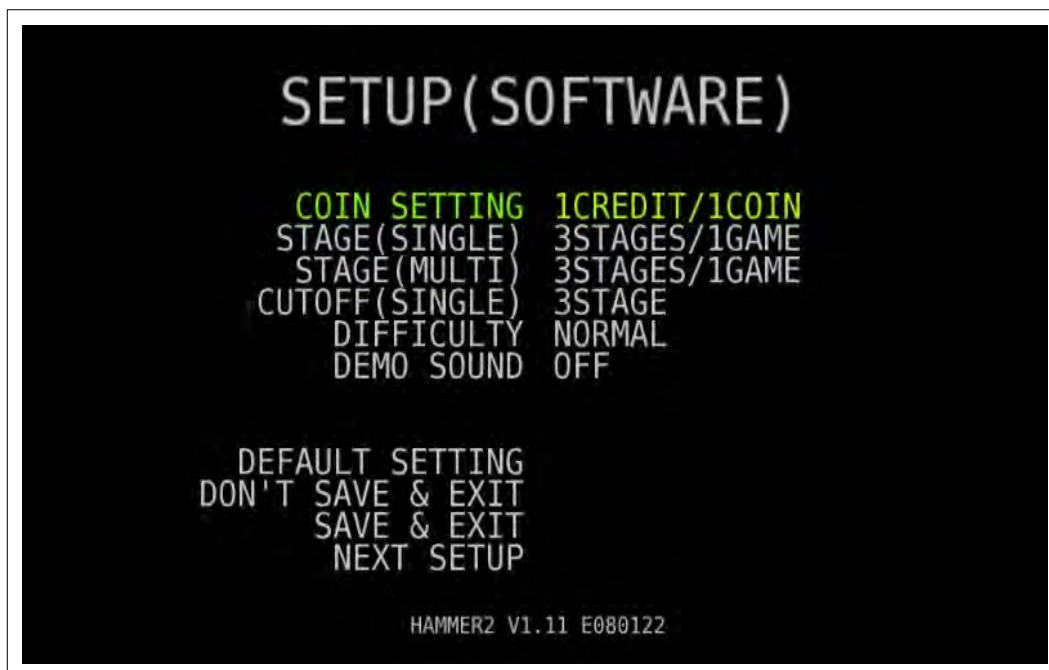 SETUP(SOFTWARE)
COIN SETTING 1CREDIT/1COIN
STAGE(SINGLE) 3STAGES/1GAME
STAGE(MULTI) 3STAGES/1GAME
CUTOFF(SINGLE) 3STAGE
DIFFICULTY NORMAL
DEMO SOUND OFF
DEFAULT SETTING
DON'T SAVE & EXIT
SAVE & EXIT
NEXT SETUP
HAMMER2 V1.11 E080122